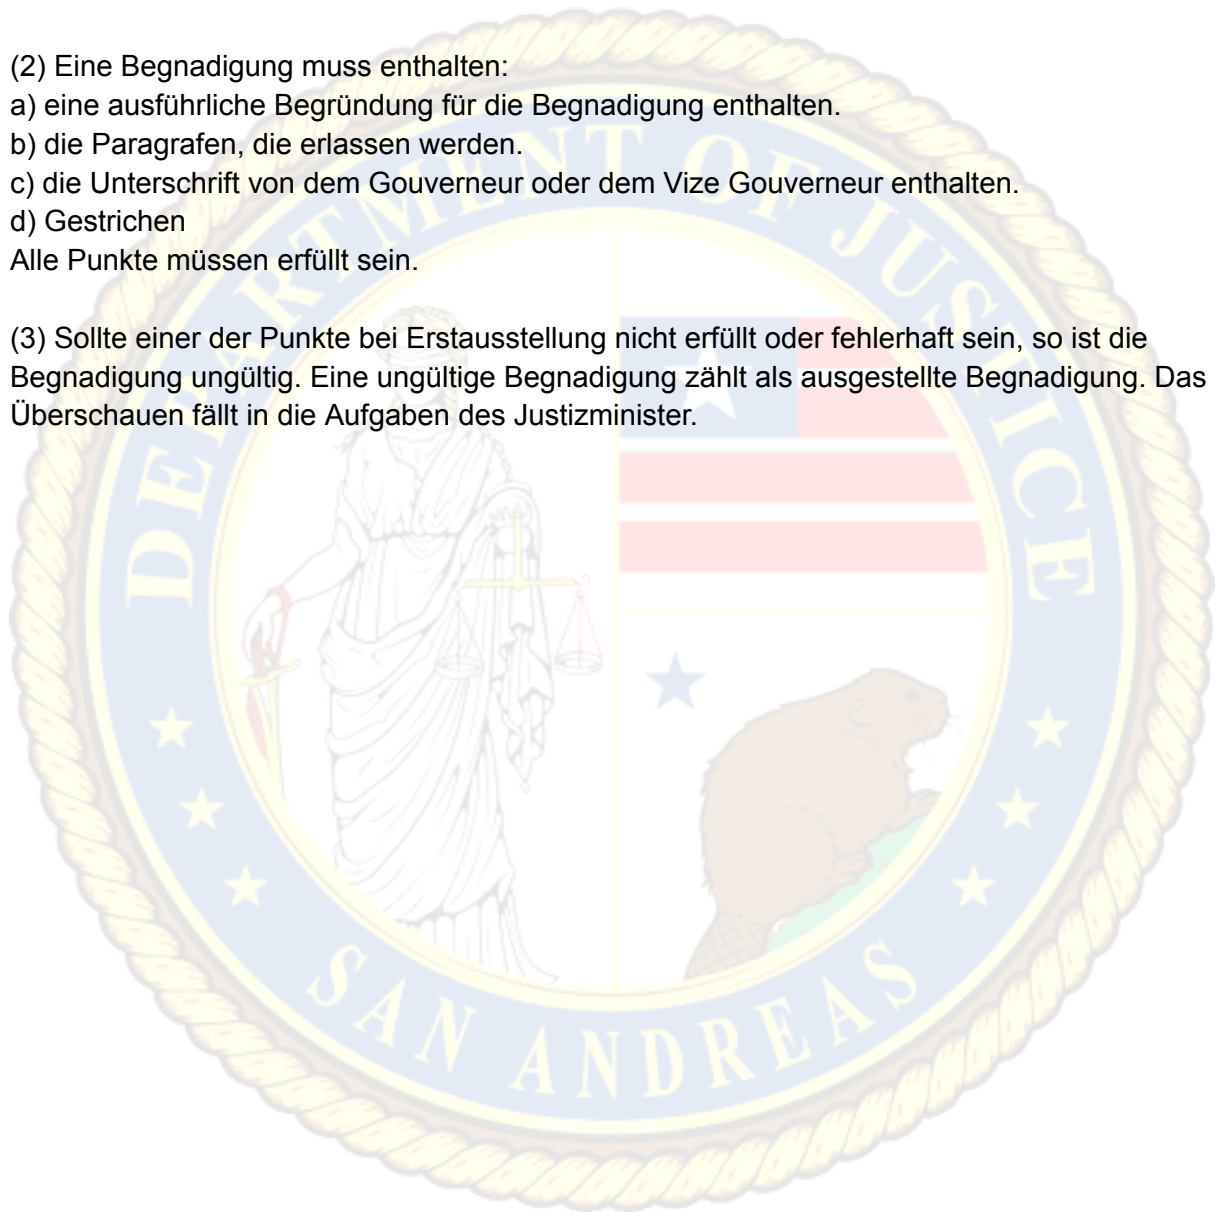 (2) Eine Begnadigung muss enthalten:
a) eine ausführliche Begründung für die Begnadigung enthalten.
b) die Paragrafen, die erlassen werden.
c) die Unterschrift von dem Gouverneur oder dem Vize Gouverneur enthalten.
d) Gestrichen
Alle Punkte müssen erfüllt sein.
(3) Sollte einer der Punkte bei Erstausstellung nicht erfüllt oder fehlerhaft sein, so ist die
Begnadigung ungültig. Eine ungültige Begnadigung zählt als ausgestellte Begnadigung. Das
Überschauen fällt in die Aufgaben des Justizminister.
DEPARTMENT OF JUSTICE
SAN ANDREAS